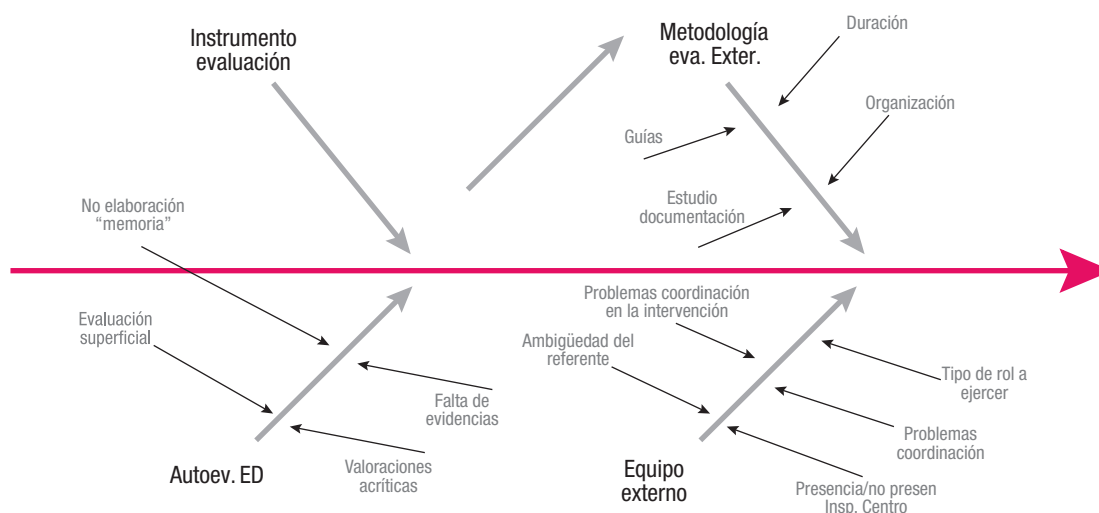 Instrumento
evaluación
Metodología
eva. Exter.
Duración
Organización
Guías
Estudio
documentación
No elaboración
“memoria”
Evaluación
superficial
Falta de
evidencias
Valoraciones
acríticas
Autoev. ED
Problemas coordinación
en la intervención
Ambigüedad del
referente
Tipo de rol a
ejercer
Problemas
coordinación
Presencia/no presen
Insp. Centro
Equipo
externo